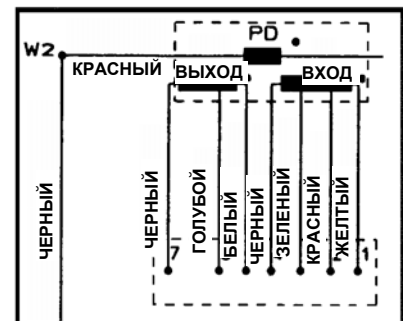 PD
W2
КРАСНЫЙ
ВЫХОД
ВХОД
ЧЕРНЫЙ
ЧЕРНЫЙ
ГОЛУБОЙ
БЕЛЫЙ
ЧЕРНЫЙ
ЗЕЛЕНЫЙ
КРАСНЫЙ
ЖЕЛТЫЙ
7
1